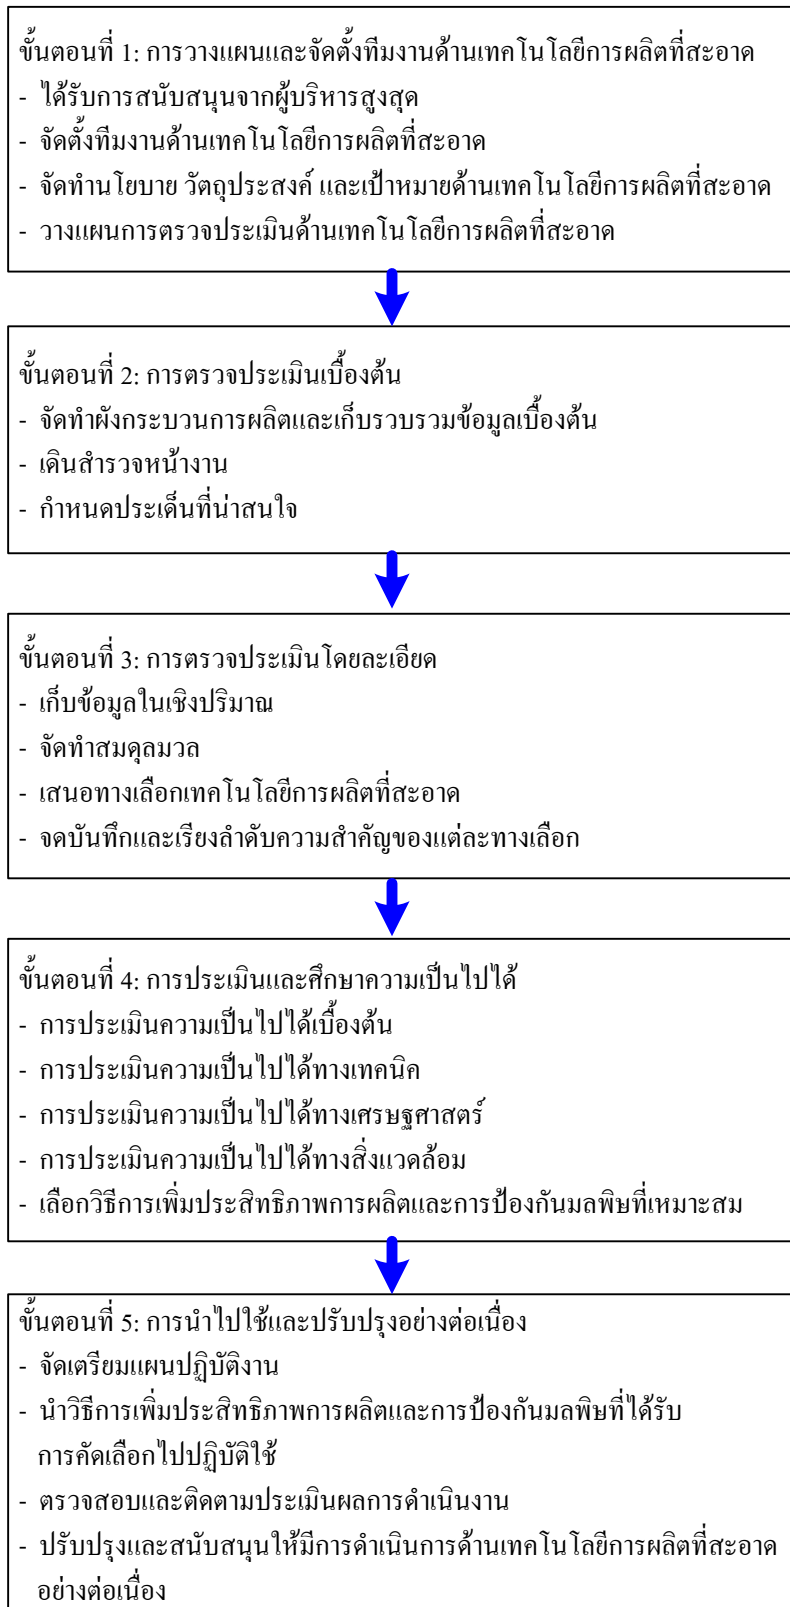 ขั้นตอนที่ 1: การวางแผนและจัดตั้งทีมงานด้านเทคโนโลยีการผลิตที่สะอาด
- ได้รับการสนับสนุนจากผู้บริหารสูงสุด
- จัดตั้งทีมงานด้านเทคโนโลยีการผลิตที่สะอาด
- จัดทำนโยบาย วัตถุประสงค์ และเป้าหมายด้านเทคโนโลยีการผลิตที่สะอาด
- วางแผนการตรวจประเมินด้านเทคโนโลยีการผลิตที่สะอาด
ขั้นตอนที่ 2: การตรวจประเมินเบื้องต้น
- จัดทำผังกระบวนการผลิตและเก็บรวบรวมข้อมูลเบื้องต้น
- เดินสำรวจหน้างาน
- กำหนดประเด็นที่น่าสนใจ
ขั้นตอนที่ 3: การตรวจประเมินโดยละเอียด
- เก็บข้อมูลในเชิงปริมาณ
- จัดทำสมดุลมวล
- เสนอทางเลือกเทคโนโลยีการผลิตที่สะอาด
- จดบันทึกและเรียงลำดับความสำคัญของแต่ละทางเลือก
ขั้นตอนที่ 4: การประเมินและศึกษาความเป็นไปได้
- การประเมินความเป็นไปได้เบื้องต้น
- การประเมินความเป็นไปได้ทางเทคนิค
- การประเมินความเป็นไปได้ทางเศรษฐศาสตร์
- การประเมินความเป็นไปได้ทางสิ่งแวดล้อม
- เลือกวิธีการเพิ่มประสิทธิภาพการผลิตและการป้องกันมลพิษที่เหมาะสม
ขั้นตอนที่ 5: การนำไปใช้และปรับปรุงอย่างต่อเนื่อง
- จัดเตรียมแผนปฏิบัติงาน
- นำวิธีการเพิ่มประสิทธิภาพการผลิตและการป้องกันมลพิษที่ได้รับ
การคัดเลือกไปปฏิบัติใช้
- ตรวจสอบและติดตามประเมินผลการดำเนินงาน
- ปรับปรุงและสนับสนุนให้มีการดำเนินการด้านเทคโนโลยีการผลิตที่สะอาด
อย่างต่อเนื่อง